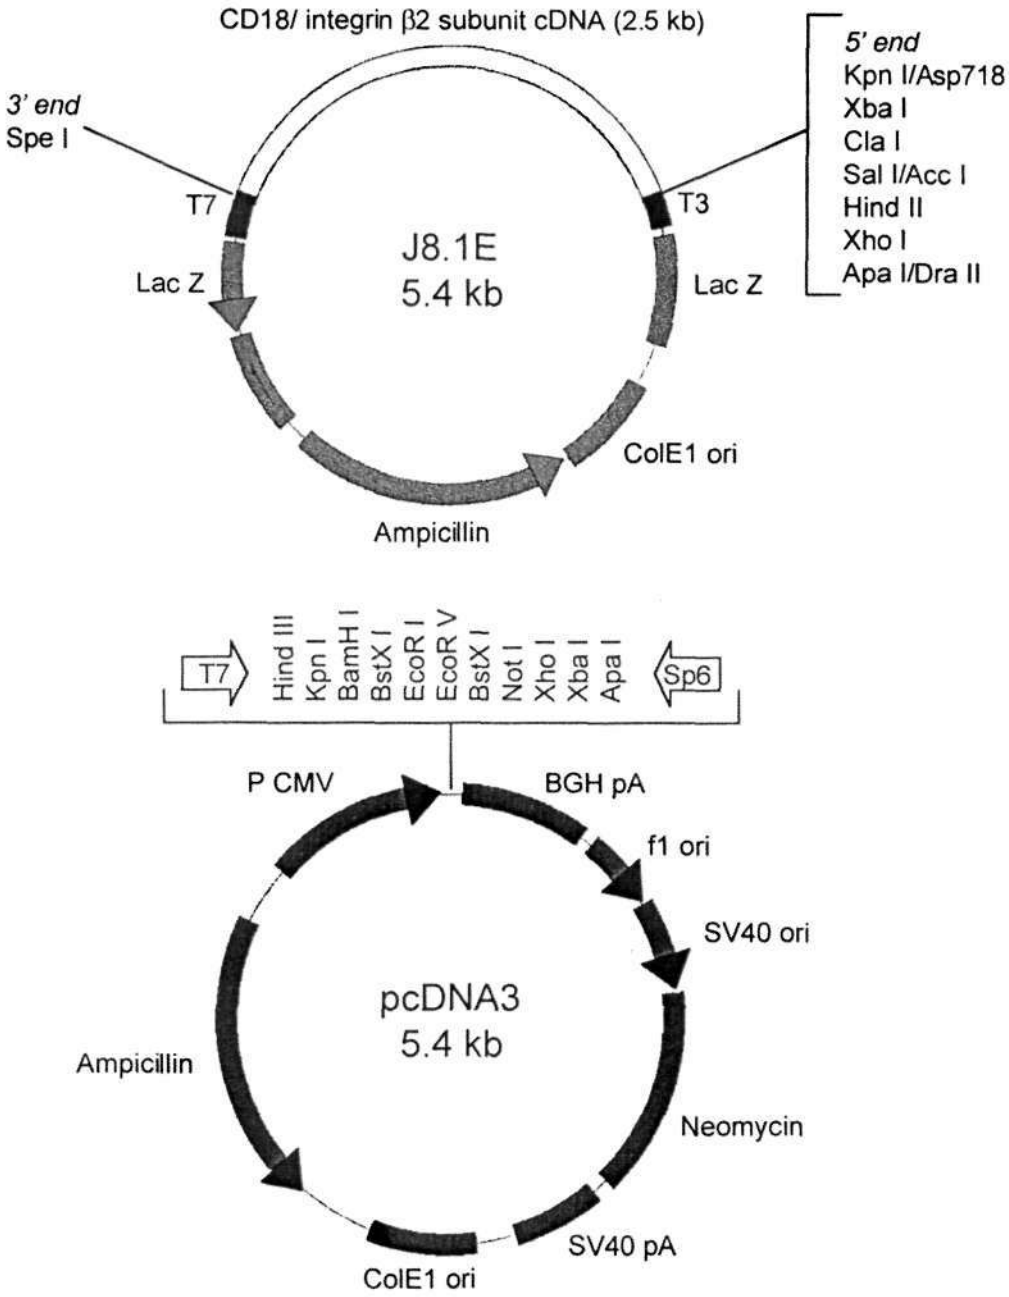 CD18/ integrin β2 subunit cDNA (2.5 kb)
3' end
Spe I
5' end
Kpn I/Asp718
Xba I
Cla I
Sal I/Acc I
Hind II
Xho I
Apa I/Dra II
T7
T3
J8.1E
5.4 kb
Lac Z
Lac Z
ColE1 ori
Ampicillin
T7
Hind III
Kpn I
BamH I
BstX I
EcoR I
EcoR V
BstX I
Not I
Xho I
Xba I
Apa I
Sp6
P CMV
BGH pA
f1 ori
SV40 ori
pcDNA3
5.4 kb
Ampicillin
Neomycin
SV40 pA
ColE1 ori